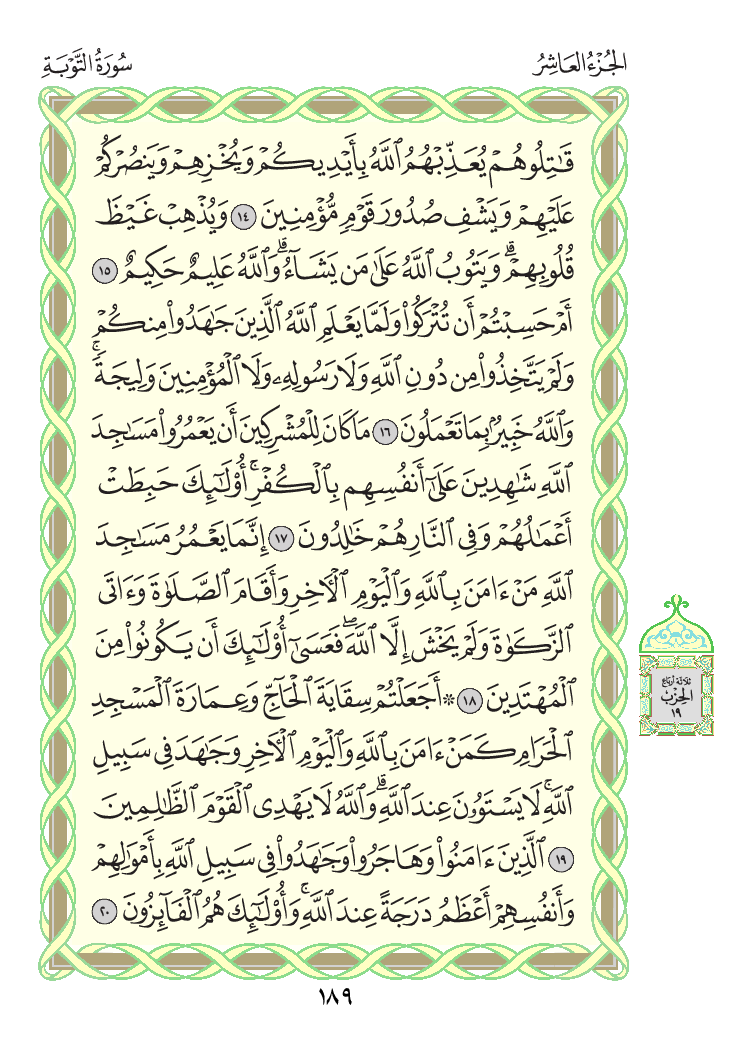 الجُزْءُ العَاشِرُ
سُورَةُ التَّوْبَةِ
قَٰتِلُوهُمْ يُعَذِّبْهُمُ ٱللَّهُ بِأَيْدِيكُمْ وَيُخْزِهِمْ وَيَنصُرْكُمْ
عَلَيْهِمْ وَيَشْفِ صُدُورَ قَوْمٍ مُّؤْمِنِينَ ١٤ وَيُذْهِبْ غَيْظَ
قُلُوبِهِمْۗ وَيَتُوبُ ٱللَّهُ عَلَىٰ مَن يَشَآءُۗ وَٱللَّهُ عَلِيمٌ حَكِيمٌ ١٥
أَمْ حَسِبْتُمْ أَن تُتْرَكُوا۟ وَلَمَّا يَعْلَمِ ٱللَّهُ ٱلَّذِينَ جَٰهَدُوا۟ مِنكُمْ
وَلَمْ يَتَّخِذُوا۟ مِن دُونِ ٱللَّهِ وَلَا رَسُولِهِۦ وَلَا ٱلْمُؤْمِنِينَ وَلِيجَةًۚ
وَٱللَّهُ خَبِيرٌۢ بِمَا تَعْمَلُونَ ١٦ مَا كَانَ لِلْمُشْرِكِينَ أَن يَعْمُرُوا۟ مَسَٰجِدَ
ٱللَّهِ شَٰهِدِينَ عَلَىٰٓ أَنفُسِهِم بِٱلْكُفْرِۚ أُو۟لَٰٓئِكَ حَبِطَتْ
أَعْمَٰلُهُمْ وَفِى ٱلنَّارِ هُمْ خَٰلِدُونَ ١٧ إِنَّمَا يَعْمُرُ مَسَٰجِدَ
ٱللَّهِ مَنْ ءَامَنَ بِٱللَّهِ وَٱلْيَوْمِ ٱلْءَاخِرِ وَأَقَامَ ٱلصَّلَوٰةَ وَءَاتَى
ٱلزَّكَوٰةَ وَلَمْ يَخْشَ إِلَّا ٱللَّهَۖ فَعَسَىٰٓ أُو۟لَٰٓئِكَ أَن يَكُونُوا۟ مِنَ
ٱلْمُهْتَدِينَ ١٨ ۞ أَجَعَلْتُمْ سِقَايَةَ ٱلْحَآجِّ وَعِمَارَةَ ٱلْمَسْجِدِ
ٱلْحَرَامِ كَمَنْ ءَامَنَ بِٱللَّهِ وَٱلْيَوْمِ ٱلْءَاخِرِ وَجَٰهَدَ فِى سَبِيلِ
ٱللَّهِۚ لَا يَسْتَوُۥنَ عِندَ ٱللَّهِۗ وَٱللَّهُ لَا يَهْدِى ٱلْقَوْمَ ٱلظَّٰلِمِينَ
١٩ ٱلَّذِينَ ءَامَنُوا۟ وَهَاجَرُوا۟ وَجَٰهَدُوا۟ فِى سَبِيلِ ٱللَّهِ بِأَمْوَٰلِهِمْ
وَأَنفُسِهِمْ أَعْظَمُ دَرَجَةً عِندَ ٱللَّهِۚ وَأُو۟لَٰٓئِكَ هُمُ ٱلْفَآئِزُونَ ٢٠
ثلاثة أرباع
الحزب
١٩
١٨٩